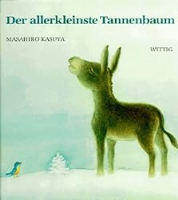 Der allerkleinste Tannenbaum
MASAHIRO KASUYA
WITTIG